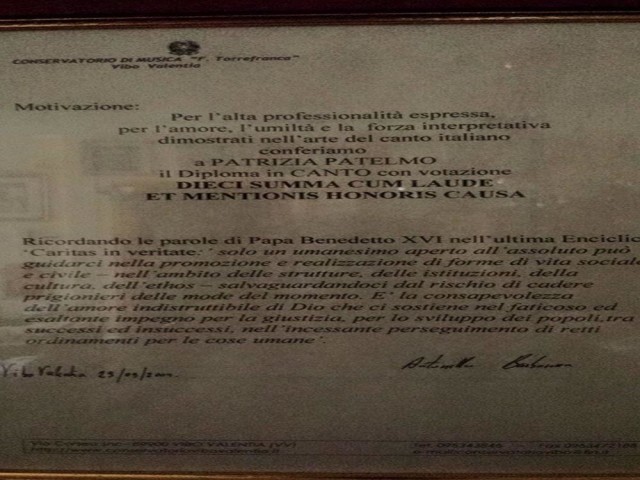 CONSERVATORIO DI MUSICA "F. Torrefranca"
Vibo Valentia
Motivazione:
Per l'alta professionalità espressa,
per l'amore, l'umiltà e la forza interpretativa
dimostrati nell'arte del canto italiano
conferiamo
a PATRIZIA PATELMO
il Diploma in CANTO con votazione
DIECI SUMMA CUM LAUDE
ET MENTIONIS HONORIS CAUSA
Ricordando le parole di Papa Benedetto XVI nell'ultima Enciclic
'Caritas in veritate:' solo un umanesimo aperto all'assoluto può
guidarci nella promozione e realizzazione di forme di vita sociale
e civile – nell'ambito delle strutture, delle istituzioni, della
cultura, dell'ethos – salvaguardandoci dal rischio di cadere
prigionieri delle mode del momento. E' la consapevolezza
dell'amore indistruttibile di Dio che ci sostiene nel faticoso ed
esaltante impegno per la giustizia, per lo sviluppo dei popoli, tra
successi ed insuccessi, nell'incessante perseguimento di retti
ordinamenti per le cose umane'.
Vibo Valentia
Antonella
VIBO VALENTIA (VV)